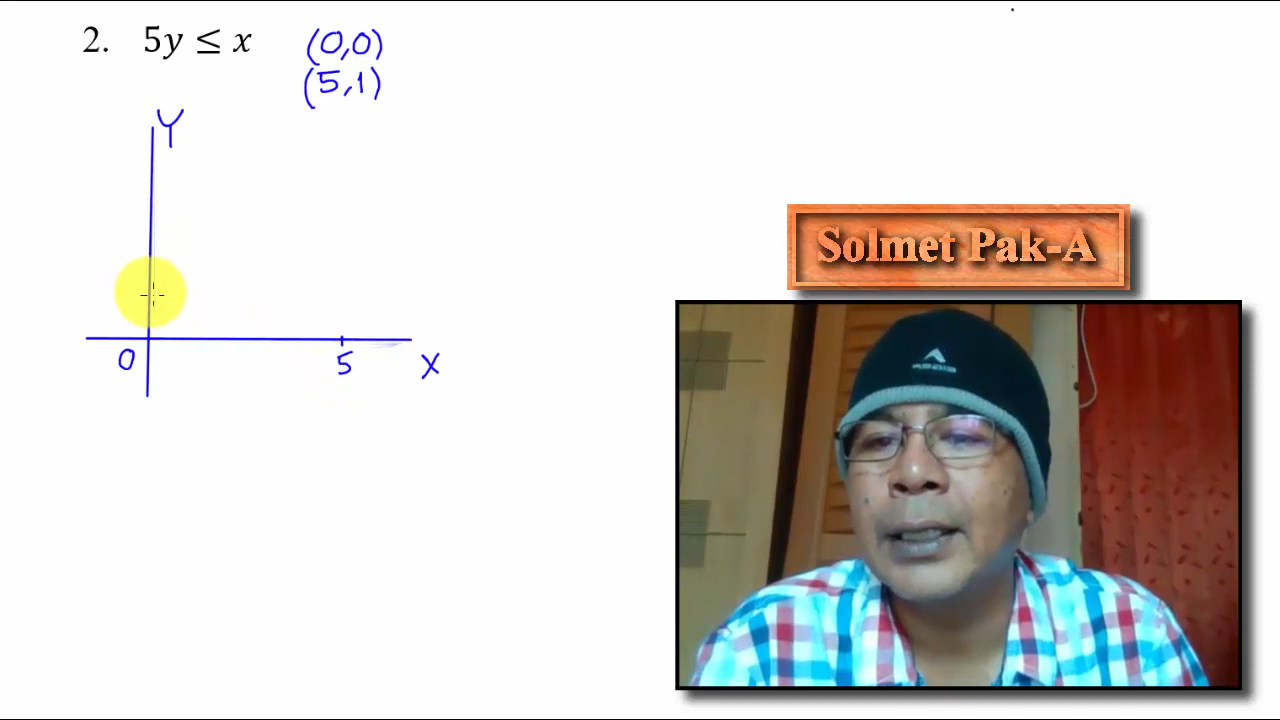 2. 5y ≤ x (0,0)
(5,1)
Y
0 5 X
Solmet Pak-A